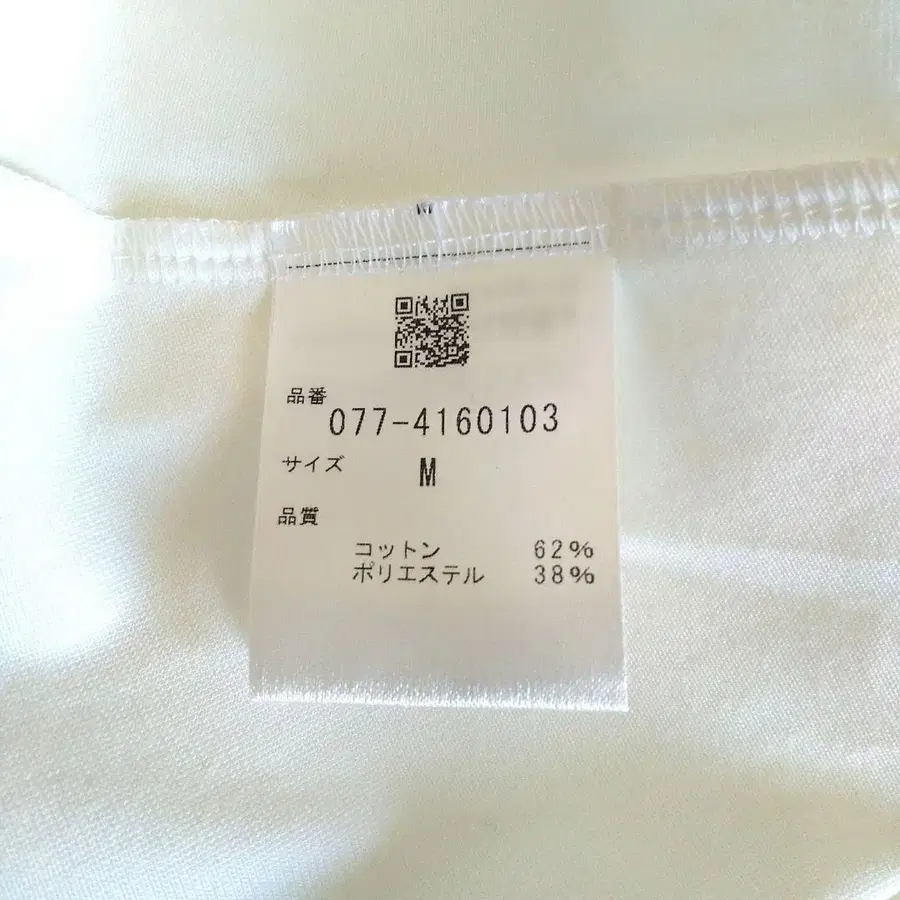 品番
077-4160103
サイズ M
品質
コットン 62%
ポリエステル 38%